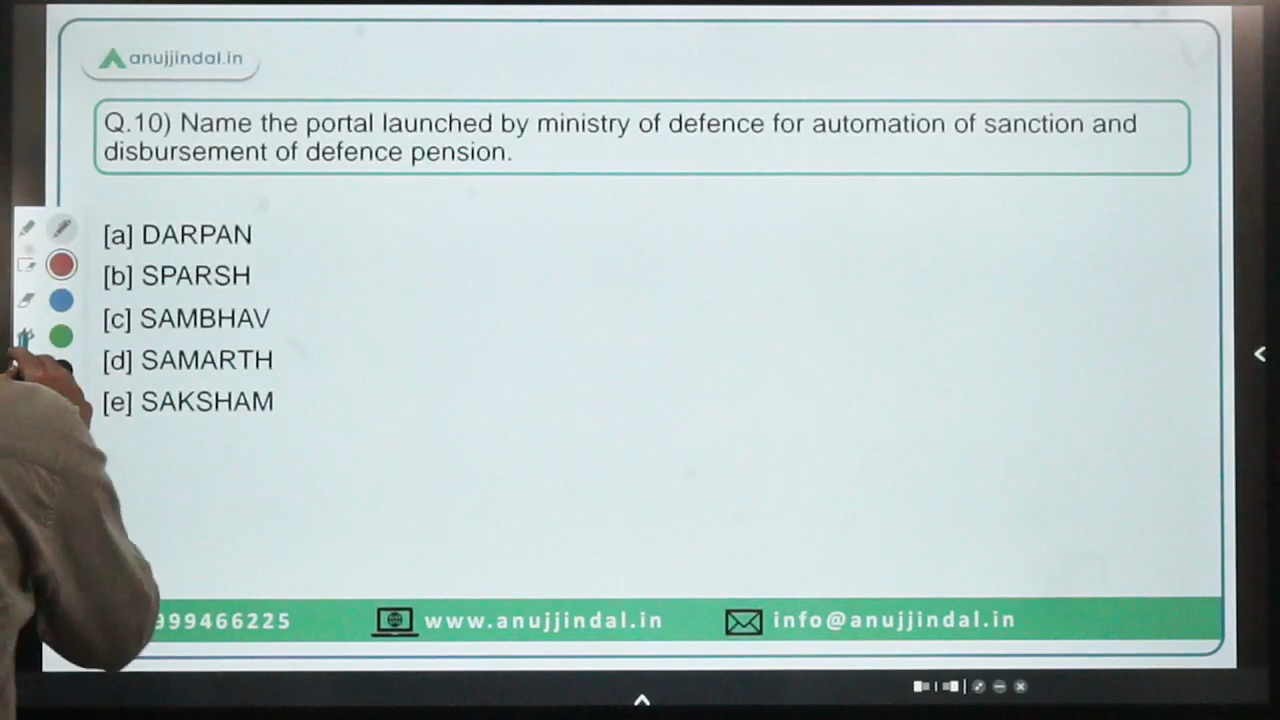 anujjindal.in
Q.10) Name the portal launched by ministry of defence for automation of sanction and
disbursement of defence pension.
[a] DARPAN
[b] SPARSH
[c] SAMBHAV
[d] SAMARTH
[e] SAKSHAM
999466225 www.anujjindal.in info@anujjindal.in